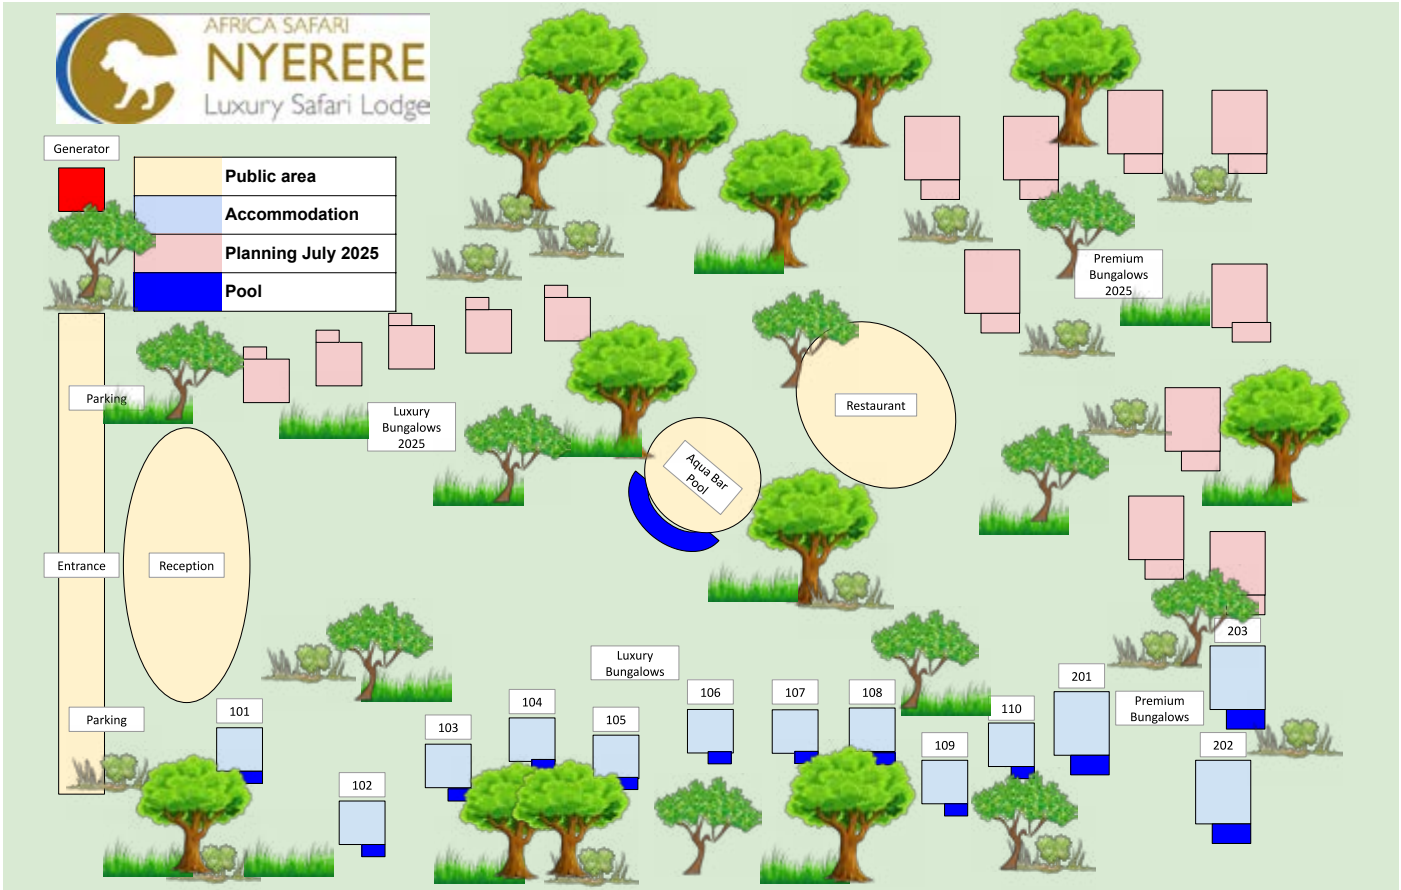 AFRICA SAFARI
NYERERE
Luxury Safari Lodge
Generator
Public area
Accommodation
Planning July 2025
Pool
Premium
Bungalows
2025
Parking
Luxury
Bungalows
2025
Restaurant
Aqua Bar
Pool
Entrance
Reception
203
Luxury
Bungalows
201
106
107
108
104
101
Parking
Premium
Bungalows
110
105
103
109
202
102